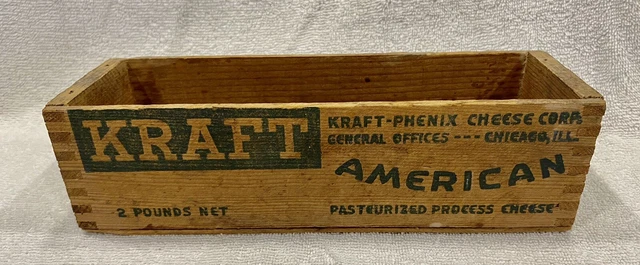 KRAFT
KRAFT-PHENIX CHEESE CORP.
GENERAL OFFICES --- CHICAGO, ILL.
AMERICAN
2 POUNDS NET
PASTEURIZED PROCESS CHEESE